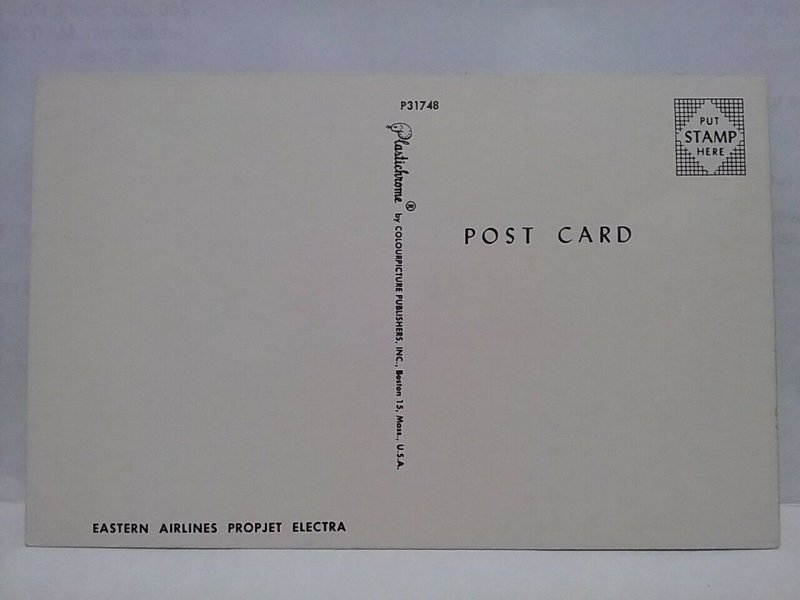 P31748
Plastichrome® by COLOURPICTURE PUBLISHERS, INC., Boston 15, Mass., U.S.A.
PUT
STAMP
HERE
POST CARD
EASTERN AIRLINES PROPJET ELECTRA